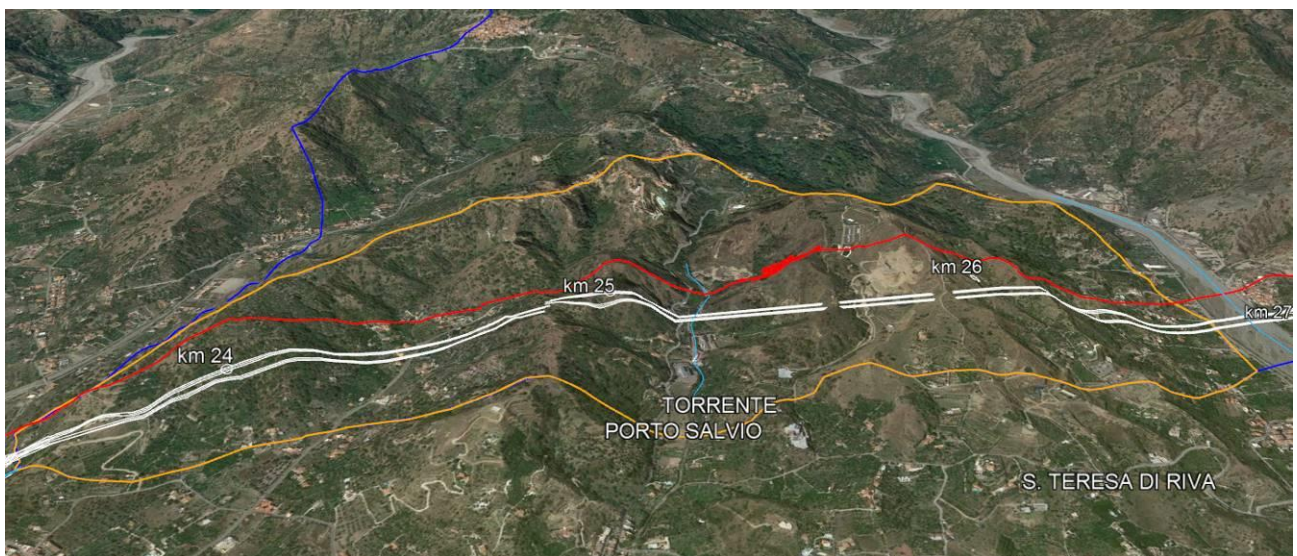 km 26
km 25
km 27
km 24
TORRENTE
PORTO SALVIO
S. TERESA DI RIVA